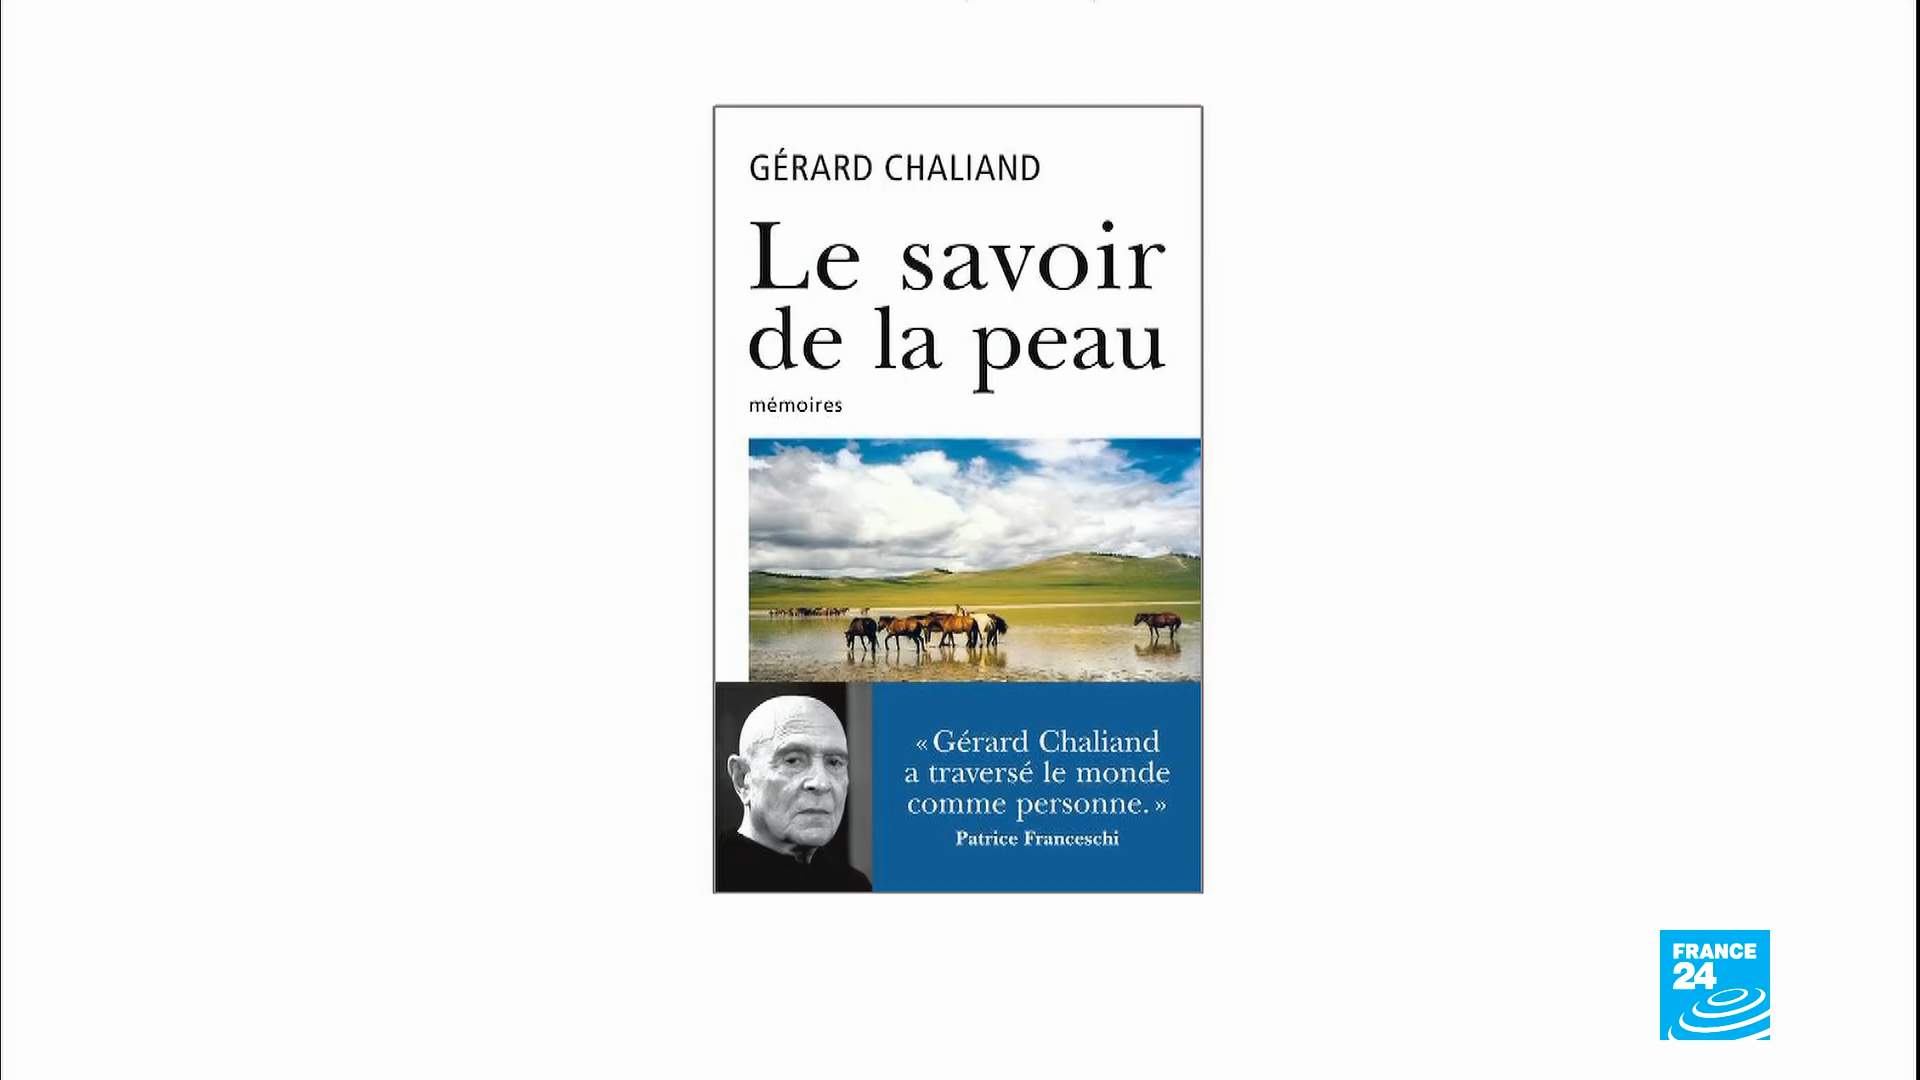 GÉRARD CHALIAND
Le savoir
de la peau
mémoires
« Gérard Chaliand
a traversé le monde
comme personne. »
Patrice Franceschi
FRANCE
24